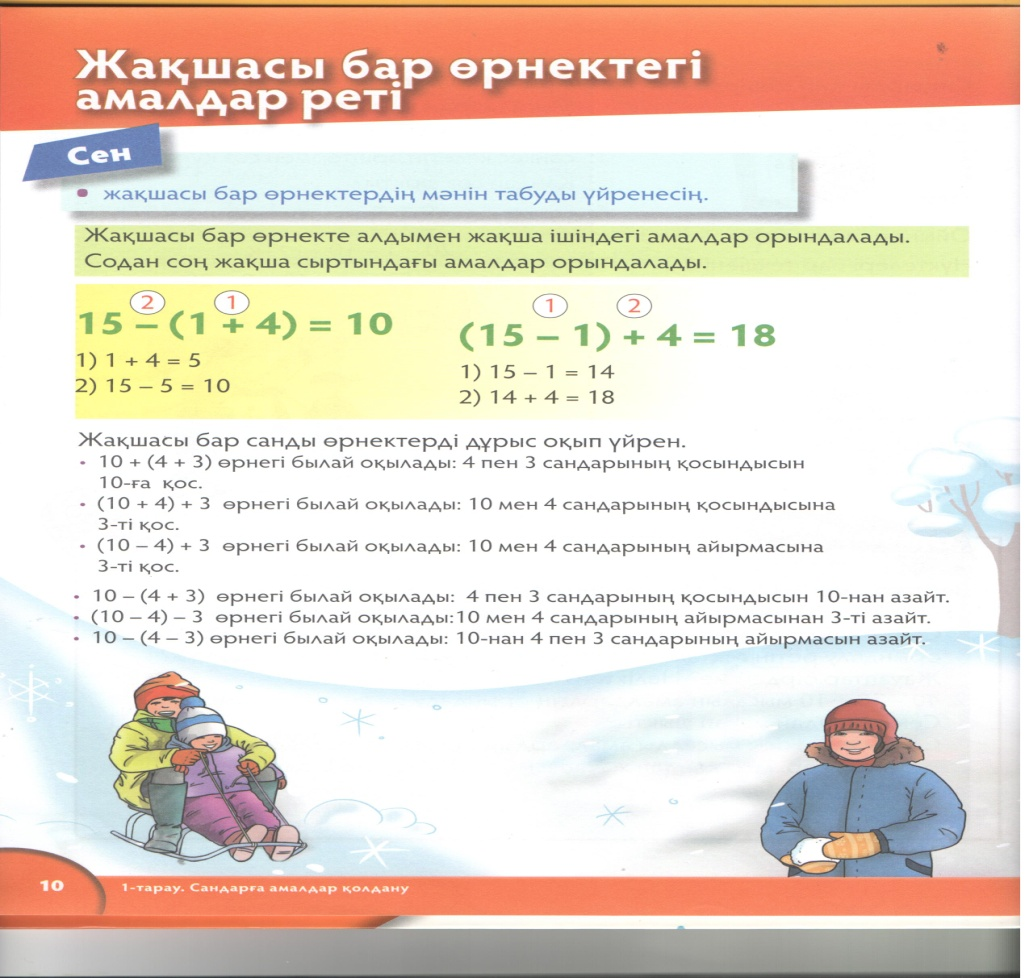 Жақшасы бар өрнектегі
амалдар реті
Сен
• жақшасы бар өрнектердің мәнін табуды үйренесің.
Жақшасы бар өрнекте алдымен жақша ішіндегі амалдар орындалады.
Содан соң жақша сыртындағы амалдар орындалады.
2 1
15 – (1 + 4) = 10
1) 1 + 4 = 5
2) 15 – 5 = 10
1 2
(15 – 1) + 4 = 18
1) 15 – 1 = 14
2) 14 + 4 = 18
Жақшасы бар санды өрнектерді дұрыс оқып үйрен.
• 10 + (4 + 3) өрнегі былай оқылады: 4 пен 3 сандарының қосындысын
10-ға қос.
• (10 + 4) + 3 өрнегі былай оқылады: 10 мен 4 сандарының қосындысына
3-ті қос.
• (10 – 4) + 3 өрнегі былай оқылады: 10 мен 4 сандарының айырмасына
3-ті қос.
• 10 – (4 + 3) өрнегі былай оқылады: 4 пен 3 сандарының қосындысын 10-нан азайт.
• (10 – 4) – 3 өрнегі былай оқылады:10 мен 4 сандарының айырмасынан 3-ті азайт.
• 10 – (4 – 3) өрнегі былай оқылады: 10-нан 4 пен 3 сандарының айырмасын азайт.
10 1-тарау. Сандарға амалдар қолдану